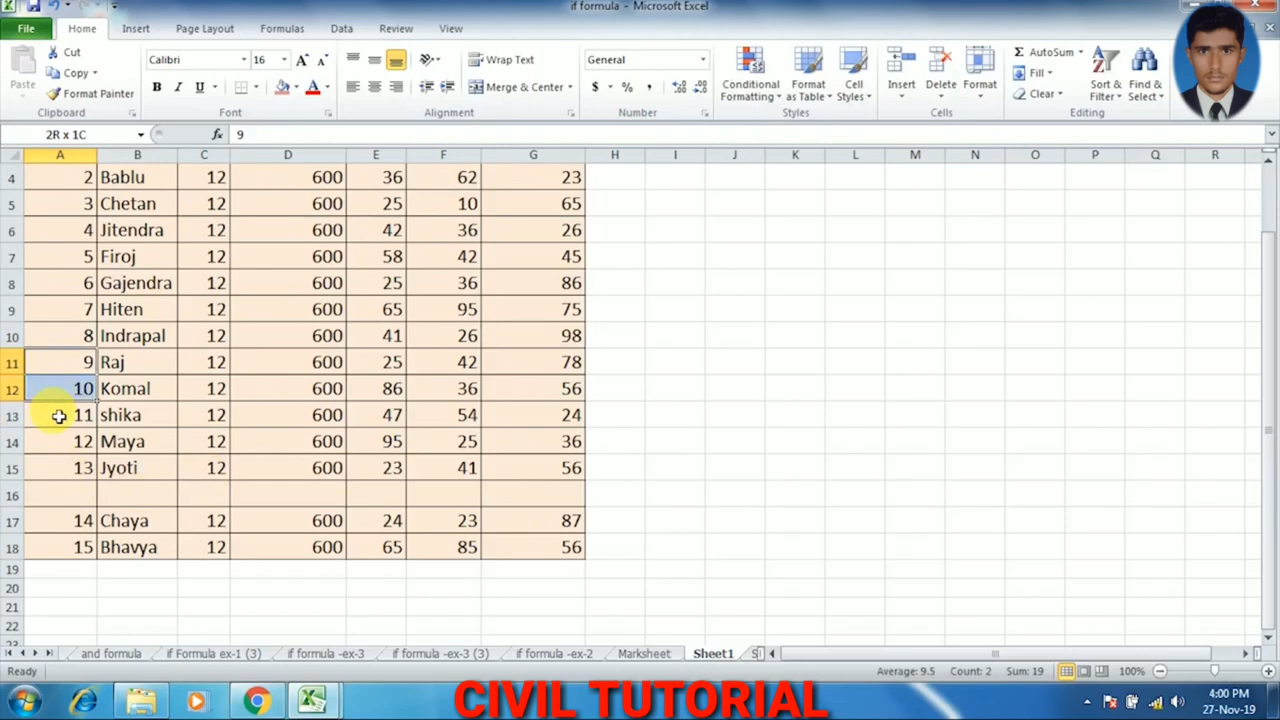 if formula - Microsoft Excel
File Home Insert Page Layout Formulas Data Review View
Paste Cut Copy Format Painter
Calibri 16
B I U A
Wrap Text
Merge & Center
General
$ % ,
Conditional Formatting Format as Table Cell Styles
Insert Delete Format
Σ AutoSum Fill Clear
Sort & Filter Find & Select
Clipboard Font Alignment Number Styles Cells Editing
2R x 1C fx 9
A B C D E F G H I J K L M N O P Q R
4 2 Bablu 12 600 36 62 23
5 3 Chetan 12 600 25 10 65
6 4 Jitendra 12 600 42 36 26
7 5 Firoj 12 600 58 42 45
8 6 Gajendra 12 600 25 36 86
9 7 Hiten 12 600 65 95 75
10 8 Indrapal 12 600 41 26 98
11 9 Raj 12 600 25 42 78
12 10 Komal 12 600 86 36 56
13 11 shika 12 600 47 54 24
14 12 Maya 12 600 95 25 36
15 13 Jyoti 12 600 23 41 56
16
17 14 Chaya 12 600 24 23 87
18 15 Bhavya 12 600 65 85 56
19
20
21
22
23
and formula if Formula ex-1 (3) if formula -ex-3 if formula -ex-3 (3) if formula -ex-2 Marksheet Sheet1
Ready Average: 9.5 Count: 2 Sum: 19 100%
CIVIL TUTORIAL
4:00 PM
27-Nov-19